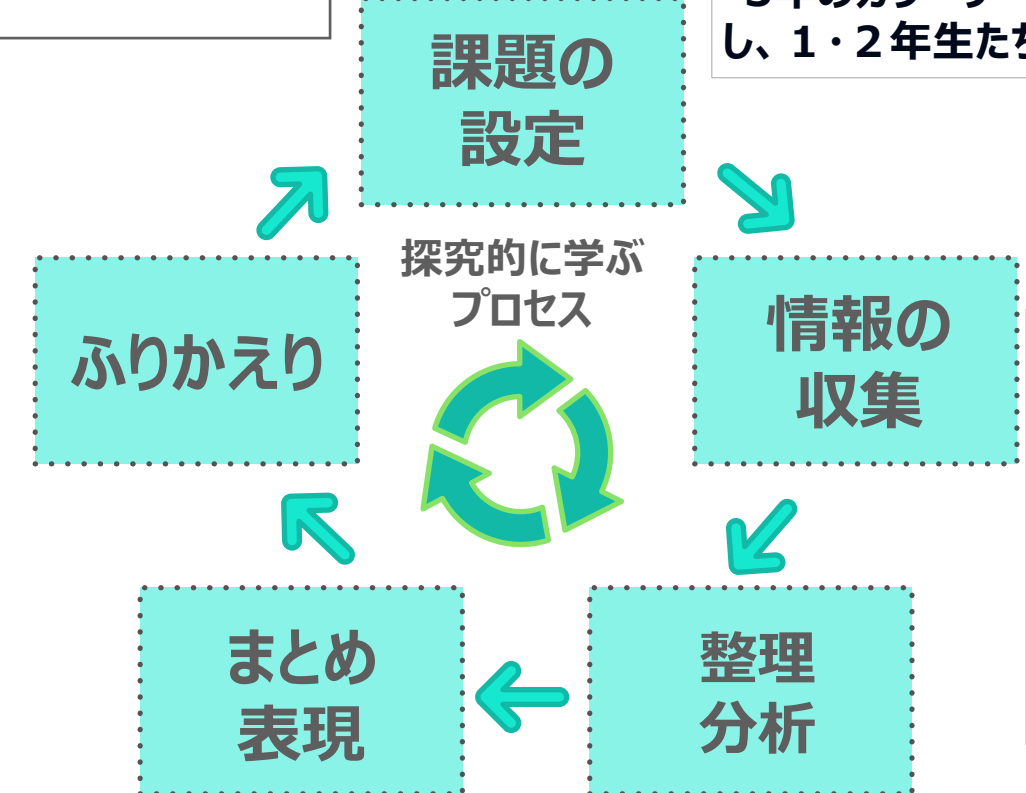 し、1・2年生たち
課題の
設定
探究的に学ぶ
プロセス
情報の
収集
ふりかえり
整理
分析
まとめ
表現